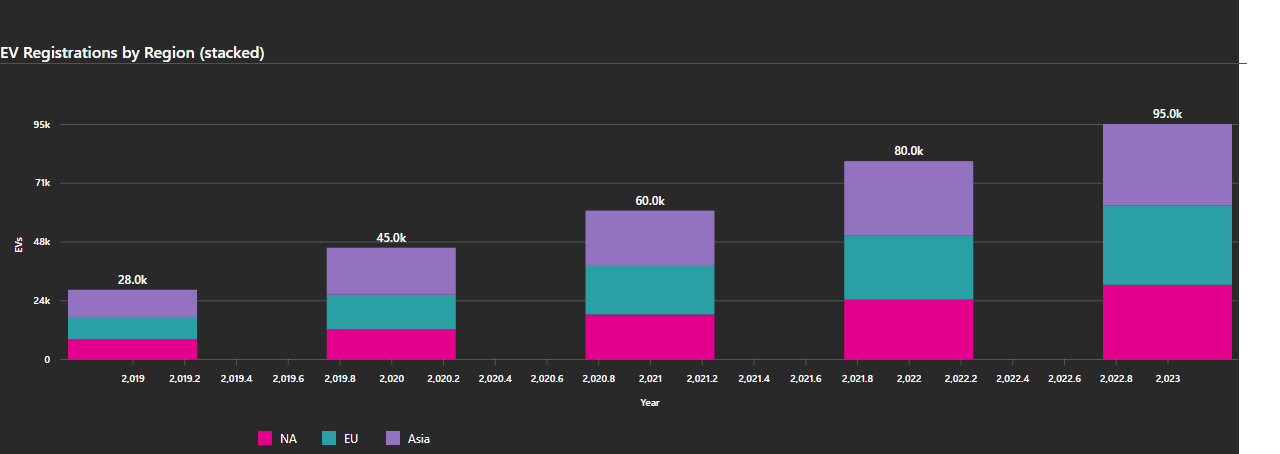 EV Registrations by Region (stacked)
95.0k
95k
80.0k
71k
60.0k
48k
45.0k
EVs
28.0k
24k
0
2,019 2,019.2 2,019.4 2,019.6 2,019.8 2,020 2,020.2 2,020.4 2,020.6 2,020.8 2,021 2,021.2 2,021.4 2,021.6 2,021.8 2,022 2,022.2 2,022.4 2,022.6 2,022.8 2,023
Year
NA EU Asia